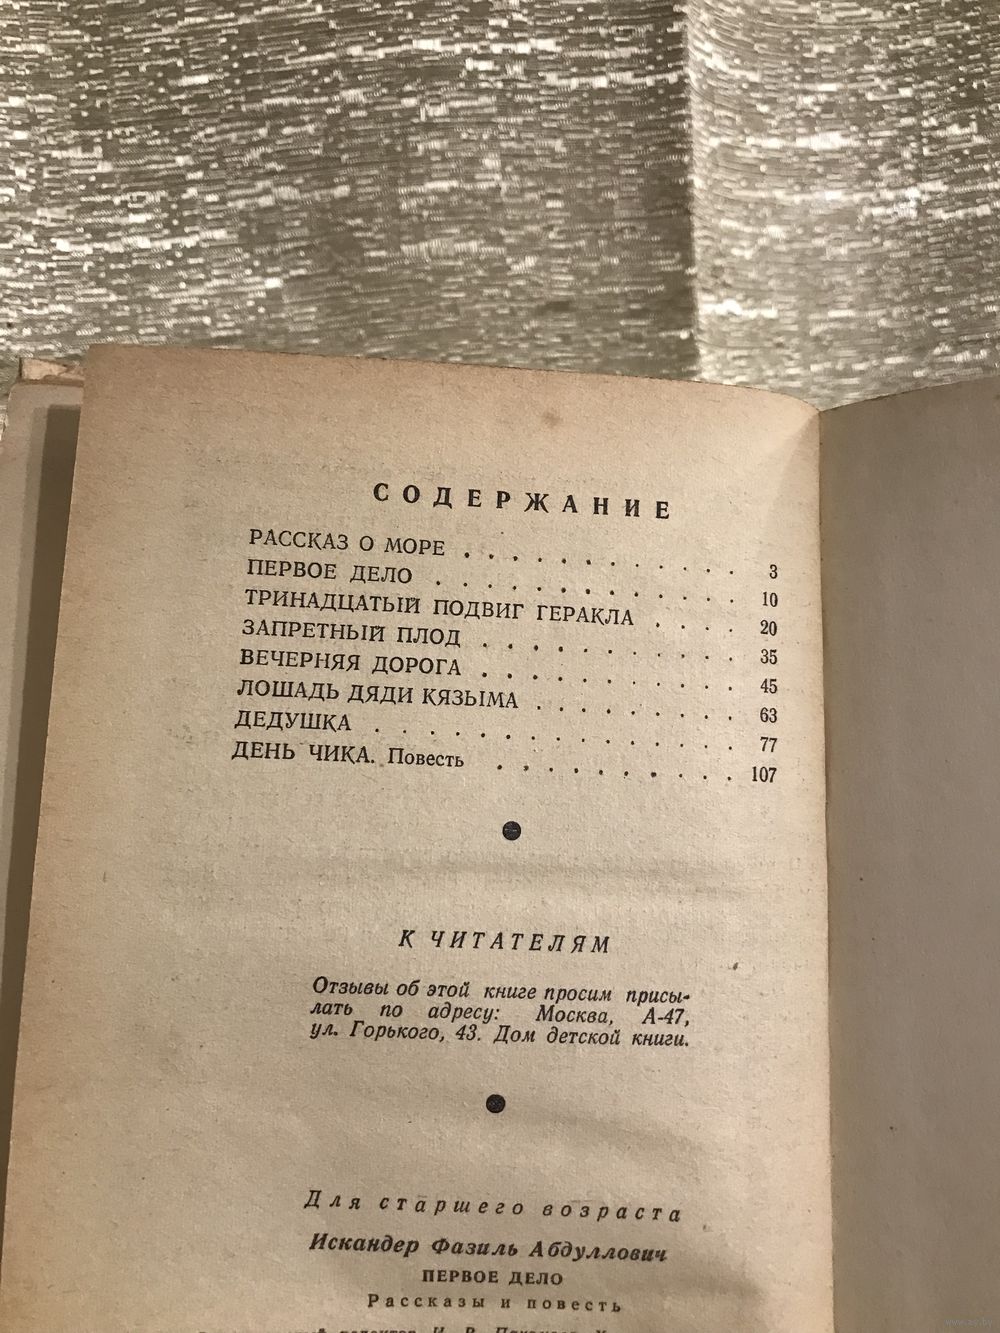 СОДЕРЖАНИЕ
РАССКАЗ О МОРЕ . . . . . . . . . . 3
ПЕРВОЕ ДЕЛО . . . . . . . . . . . 10
ТРИНАДЦАТЫЙ ПОДВИГ ГЕРАКЛА . . . . 20
ЗАПРЕТНЫЙ ПЛОД . . . . . . . . . . 35
ВЕЧЕРНЯЯ ДОРОГА . . . . . . . . . . 45
ЛОШАДЬ ДЯДИ КЯЗЫМА . . . . . . . . 63
ДЕДУШКА . . . . . . . . . . . . . 77
ДЕНЬ ЧИКА. Повесть . . . . . . . . . . 107
К ЧИТАТЕЛЯМ
Отзывы об этой книге просим присы-
лать по адресу: Москва, А-47,
ул. Горького, 43. Дом детской книги.
Для старшего возраста
Искандер Фазиль Абдуллович
ПЕРВОЕ ДЕЛО
Рассказы и повесть